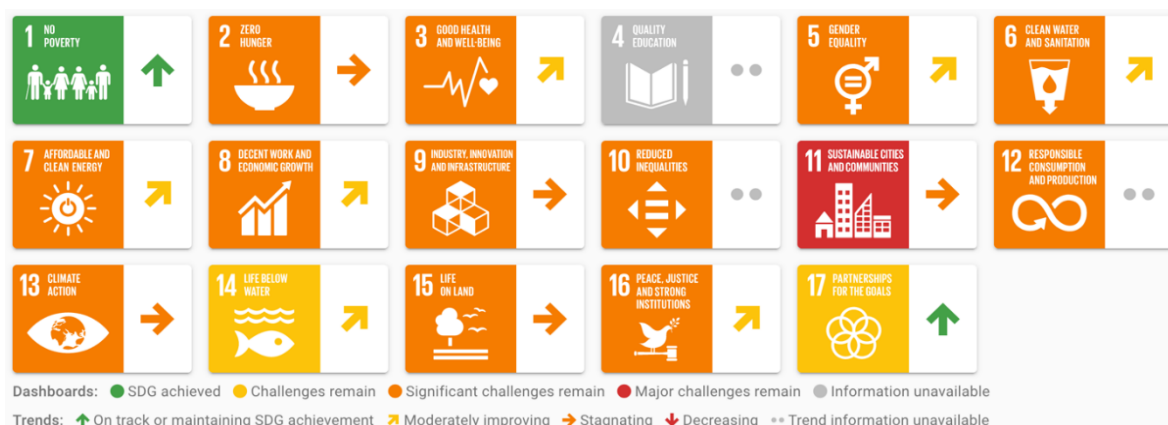 1 NO POVERTY
2 ZERO HUNGER
3 GOOD HEALTH AND WELL-BEING
4 QUALITY EDUCATION
5 GENDER EQUALITY
6 CLEAN WATER AND SANITATION
7 AFFORDABLE AND CLEAN ENERGY
8 DECENT WORK AND ECONOMIC GROWTH
9 INDUSTRY, INNOVATION AND INFRASTRUCTURE
10 REDUCED INEQUALITIES
11 SUSTAINABLE CITIES AND COMMUNITIES
12 RESPONSIBLE CONSUMPTION AND PRODUCTION
13 CLIMATE ACTION
14 LIFE BELOW WATER
15 LIFE ON LAND
16 PEACE, JUSTICE AND STRONG INSTITUTIONS
17 PARTNERSHIPS FOR THE GOALS
Dashboards: SDG achieved Challenges remain Significant challenges remain Major challenges remain Information unavailable
Trends: On track or maintaining SDG achievement Moderately improving Stagnating Decreasing Trend information unavailable